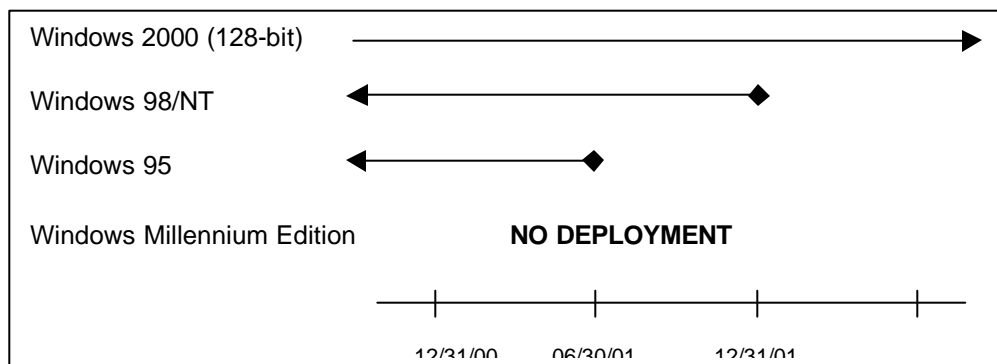 Windows 2000 (128-bit)
Windows 98/NT
Windows 95
Windows Millennium Edition NO DEPLOYMENT
12/31/00 06/30/01 12/31/01